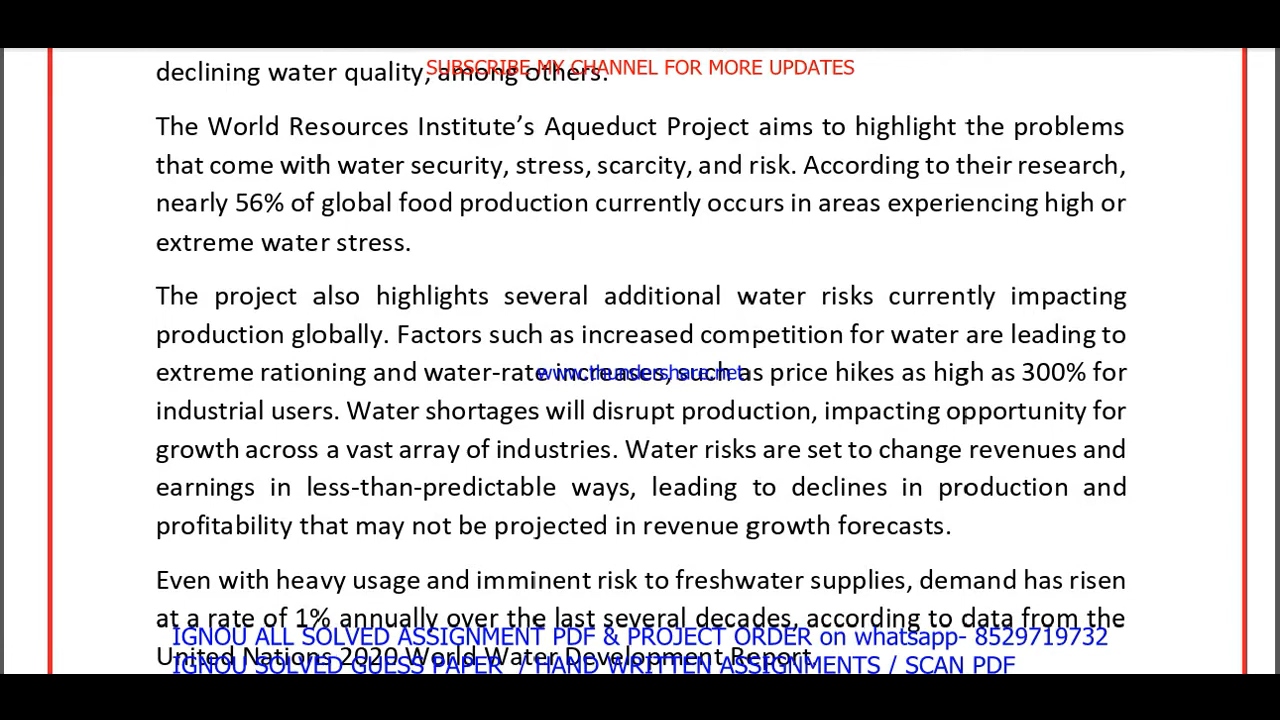 declining water quality, among others.
SUBSCRIBE MY CHANNEL FOR MORE UPDATES
The World Resources Institute’s Aqueduct Project aims to highlight the problems
that come with water security, stress, scarcity, and risk. According to their research,
nearly 56% of global food production currently occurs in areas experiencing high or
extreme water stress.
The project also highlights several additional water risks currently impacting
production globally. Factors such as increased competition for water are leading to
extreme rationing and water-rate increases, such as price hikes as high as 300% for
www.thundershare.net
industrial users. Water shortages will disrupt production, impacting opportunity for
growth across a vast array of industries. Water risks are set to change revenues and
earnings in less-than-predictable ways, leading to declines in production and
profitability that may not be projected in revenue growth forecasts.
Even with heavy usage and imminent risk to freshwater supplies, demand has risen
at a rate of 1% annually over the last several decades, according to data from the
IGNOU ALL SOLVED ASSIGNMENT PDF & PROJECT ORDER on whatsapp- 8529719732
United Nations 2020 World Water Development Report.
IGNOU SOLVED GUESS PAPER / HAND WRITTEN ASSIGNMENTS / SCAN PDF